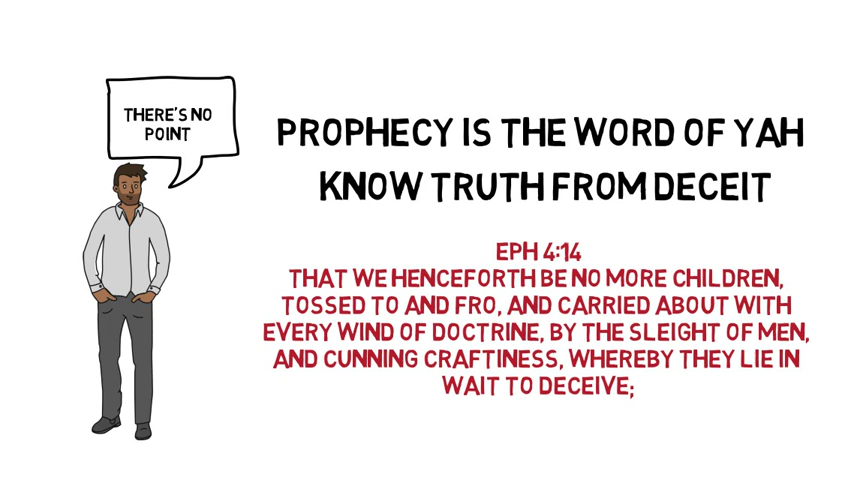 THERE'S NO
POINT
PROPHECY IS THE WORD OF YAH
KNOW TRUTH FROM DECEIT
EPH 4:14
THAT WE HENCEFORTH BE NO MORE CHILDREN,
TOSSED TO AND FRO, AND CARRIED ABOUT WITH
EVERY WIND OF DOCTRINE, BY THE SLEIGHT OF MEN,
AND CUNNING CRAFTINESS, WHEREBY THEY LIE IN
WAIT TO DECEIVE;